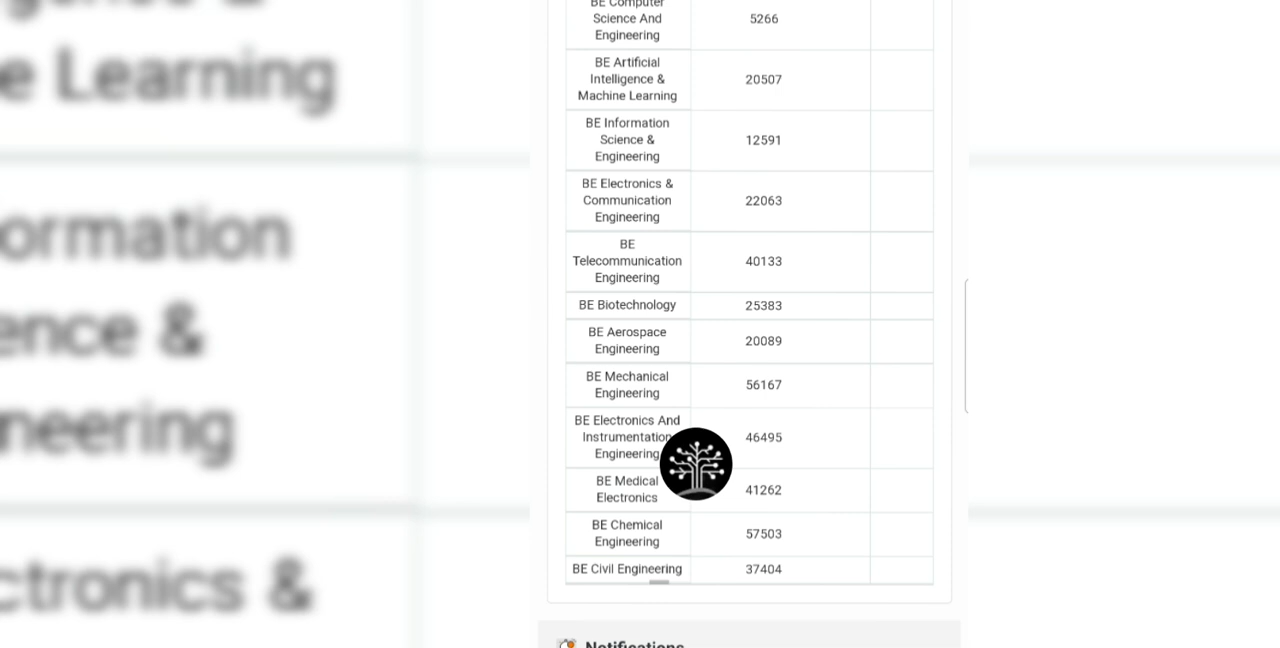 e Learning
ormation
ence &
neering
ctronics &
BE Computer
Science And
Engineering
5266
BE Artificial
Intelligence &
Machine Learning
20507
BE Information
Science &
Engineering
12591
BE Electronics &
Communication
Engineering
22063
BE
Telecommunication
Engineering
40133
BE Biotechnology
25383
BE Aerospace
Engineering
20089
BE Mechanical
Engineering
56167
BE Electronics And
Instrumentation
Engineering
46495
BE Medical
Electronics
41262
BE Chemical
Engineering
57503
BE Civil Engineering
37404
Notifications